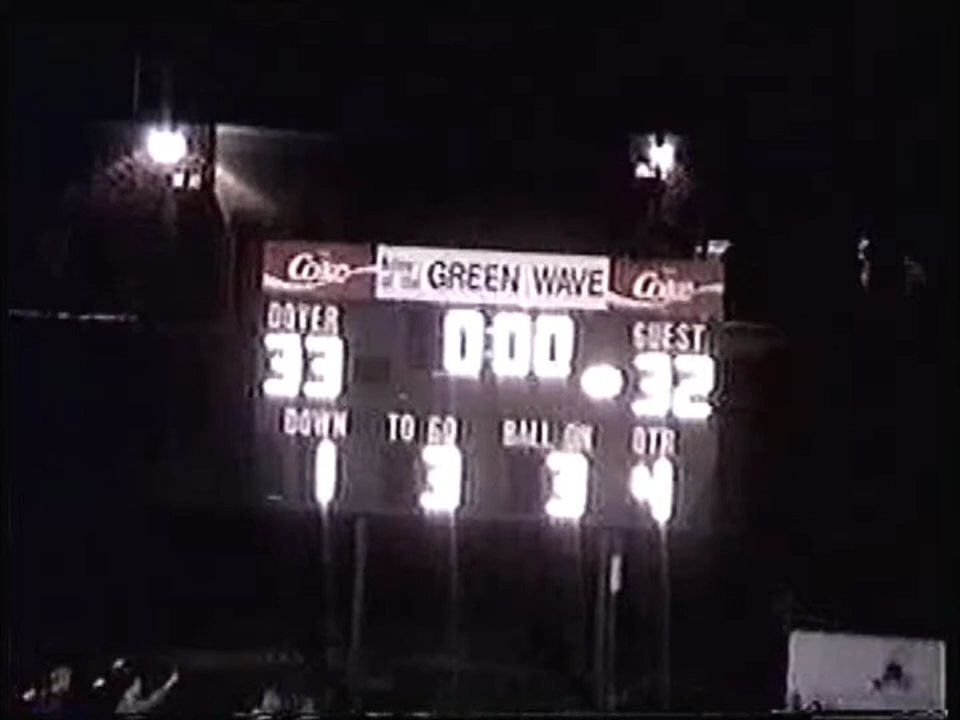 Coke GREEN WAVE Coke
DOVER 0:00 GUEST
33 32
DOWN TO GO BALL ON QTR
1 3 3 4